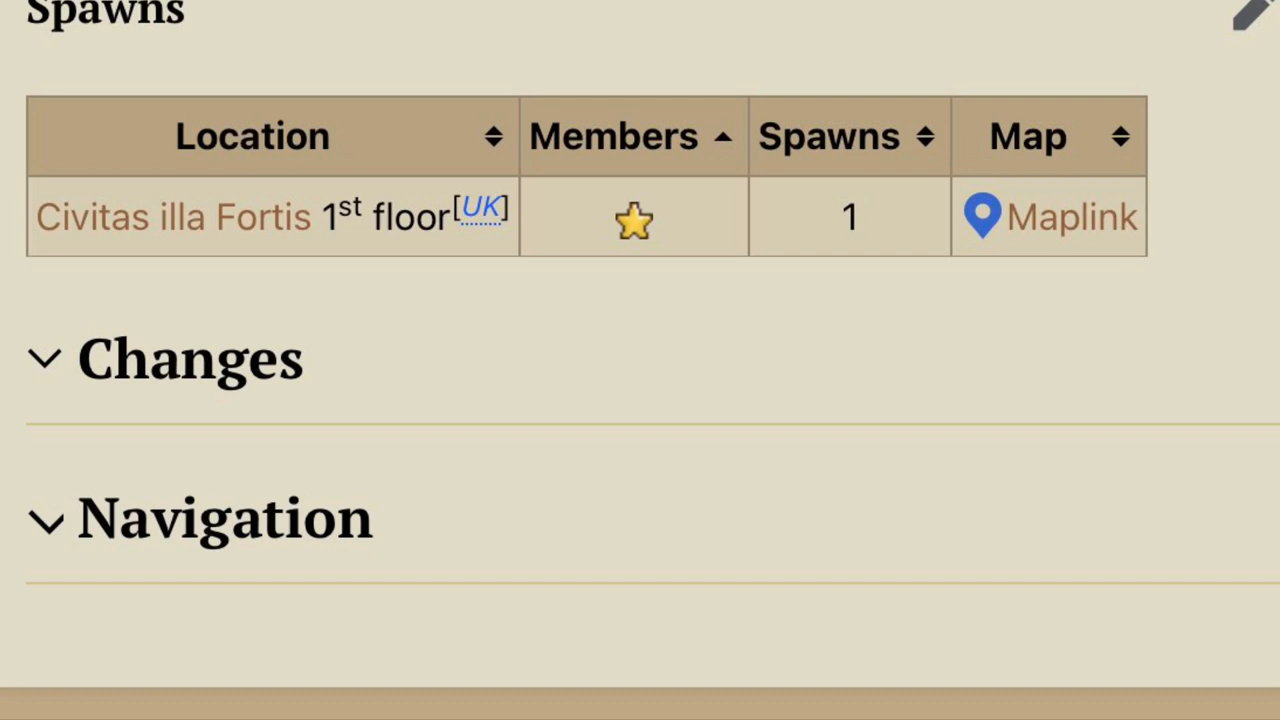 Spawns
Location Members Spawns Map
Civitas illa Fortis 1st floor[UK] 1 Maplink
Changes
Navigation